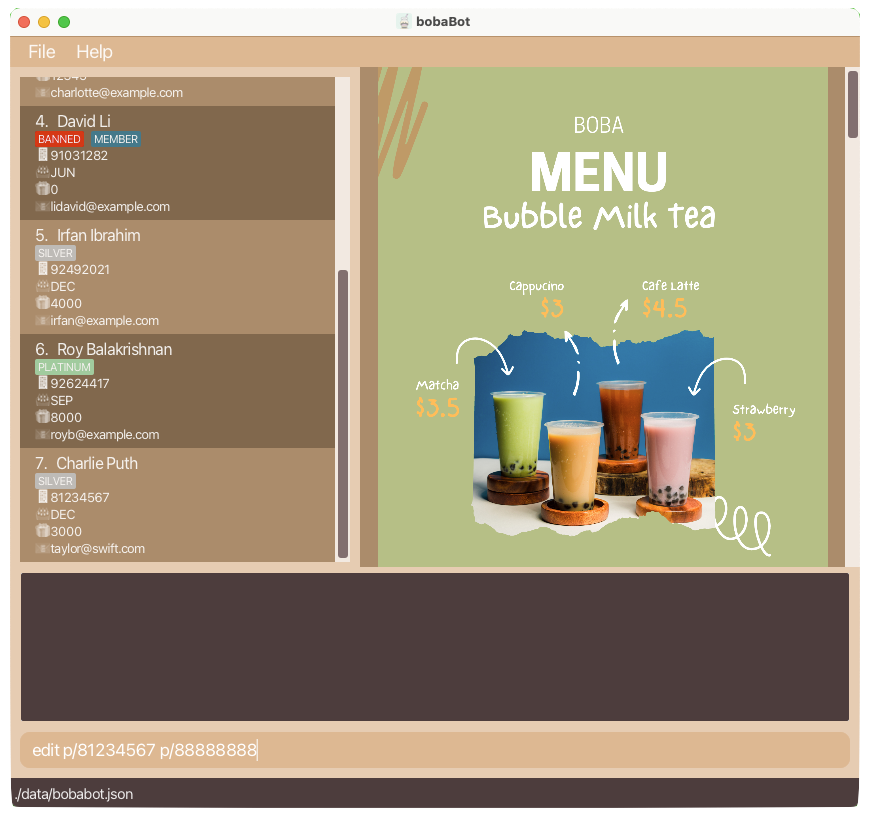 bobaBot
File Help
12345
charlotte@example.com
4. David Li
BANNED MEMBER
91031282
JUN
0
lidavid@example.com
5. Irfan Ibrahim
SILVER
92492021
DEC
4000
irfan@example.com
6. Roy Balakrishnan
PLATINUM
92624417
SEP
8000
royb@example.com
7. Charlie Puth
SILVER
81234567
DEC
3000
taylor@swift.com
BOBA
MENU
Bubble Milk Tea
Cappucino
$3
Cafe Latte
$4.5
Matcha
$3.5
Strawberry
$3
edit p/81234567 p/88888888
./data/bobabot.json